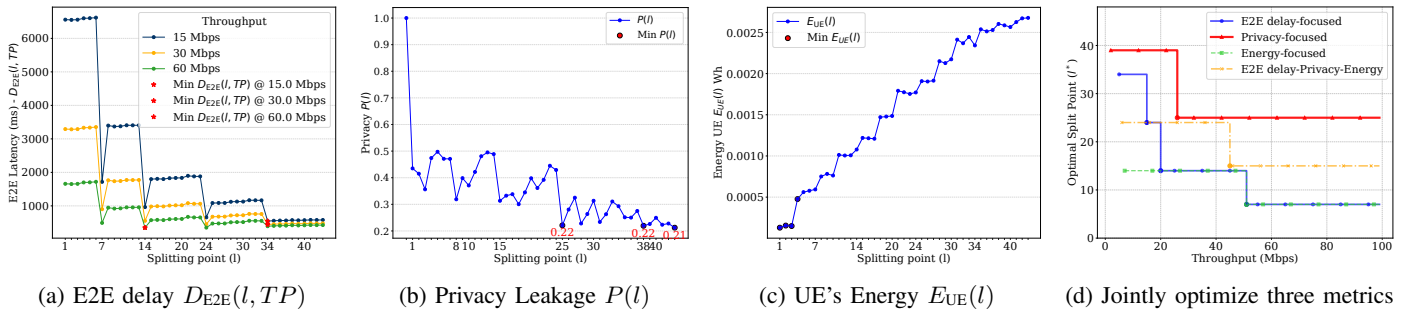 E2E Latency (ms) - D_E2E(l, TP)
6000
5000
4000
3000
2000
1000
Throughput
15 Mbps
30 Mbps
60 Mbps
Min D_E2E(l, TP) @ 15.0 Mbps
Min D_E2E(l, TP) @ 30.0 Mbps
Min D_E2E(l, TP) @ 60.0 Mbps
1 7 14 20 24 30 34 40
Splitting point (l)
(a) E2E delay D_E2E(l, TP)
Privacy P(l)
1.0
0.9
0.8
0.7
0.6
0.5
0.4
0.3
0.2
P(l)
Min P(l)
0.22
0.22
0.21
1 8 10 15 25 30 38 40
Splitting point (l)
(b) Privacy Leakage P(l)
Energy UE E_UE(l) Wh
0.0025
0.0020
0.0015
0.0010
0.0005
E_UE(l)
Min E_UE(l)
1 7 14 20 24 30 34 40
Splitting point (l)
(c) UE's Energy E_UE(l)
Optimal Split Point (l*)
40
30
20
10
0
E2E delay-focused
Privacy-focused
Energy-focused
E2E delay-Privacy-Energy
0 20 40 60 80 100
Throughput (Mbps)
(d) Jointly optimize three metrics